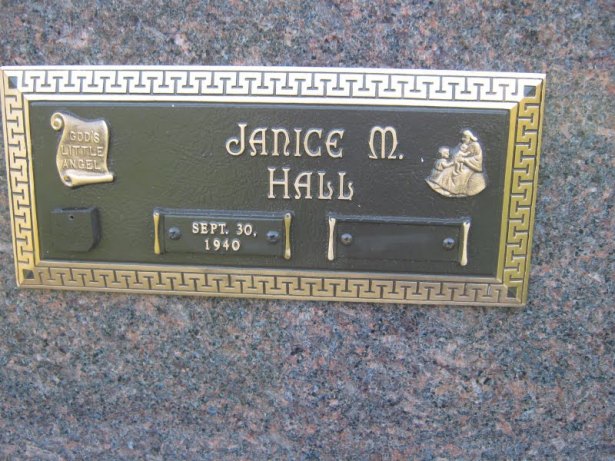 GOD'S
LITTLE
ANGEL
JANICE M.
HALL
SEPT. 30,
1940